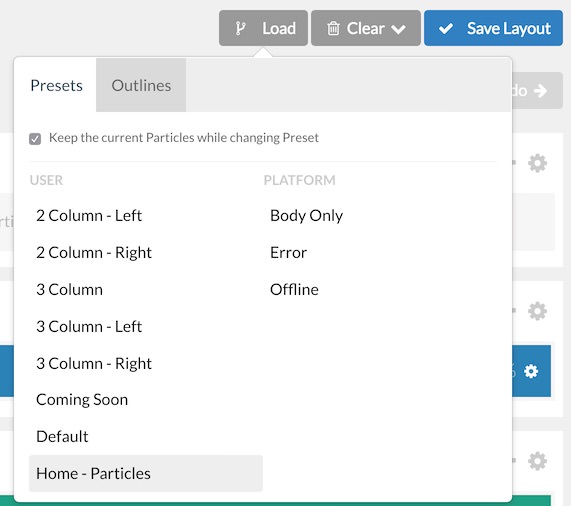 Load
Clear
Save Layout
Presets
Outlines
Keep the current Particles while changing Preset
USER
PLATFORM
2 Column - Left
Body Only
2 Column - Right
Error
3 Column
Offline
3 Column - Left
3 Column - Right
Coming Soon
Default
Home - Particles